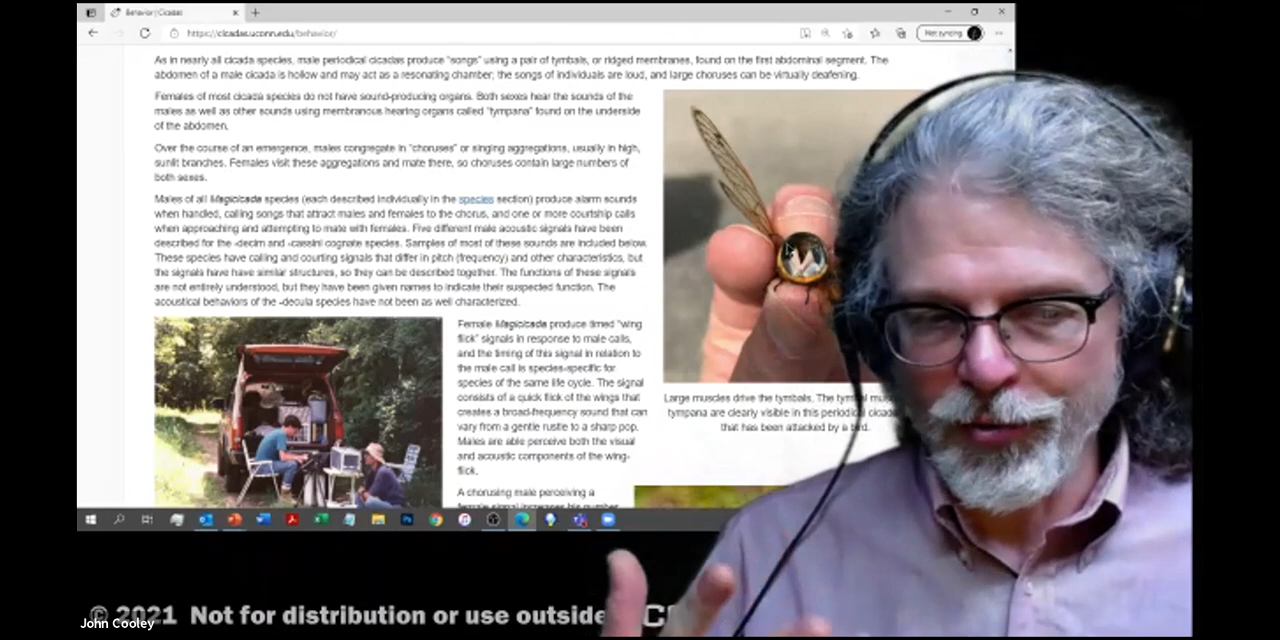 Behavior | Cicadas
https://cicadas.uconn.edu/behavior/
Not syncing
As in nearly all cicada species, male periodical cicadas produce "songs" using a pair of tymbals, or ridged membranes, found on the first abdominal segment. The
abdomen of a male cicada is hollow and may act as a resonating chamber; the songs of individuals are loud, and large choruses can be virtually deafening.
Females of most cicada species do not have sound-producing organs. Both sexes hear the sounds of the
males as well as other sounds using membranous hearing organs called "tympana" found on the underside
of the abdomen.
Over the course of an emergence, males congregate in "choruses" or singing aggregations, usually in high,
sunlit branches. Females visit these aggregations and mate there, so choruses contain large numbers of
both sexes.
Males of all Magicicada species (each described individually in the species section) produce alarm sounds
when handled, calling songs that attract males and females to the chorus, and one or more courtship calls
when approaching and attempting to mate with females. Five different male acoustic signals have been
described for the -decim and -cassini cognate species. Samples of most of these sounds are included below.
These species have calling and courting signals that differ in pitch (frequency) and other characteristics, but
the signals have have similar structures, so they can be described together. The functions of these signals
are not entirely understood, but they have been given names to indicate their suspected function. The
acoustical behaviors of the -decula species have not been as well characterized.
Female Magicicada produce timed "wing
flick" signals in response to male calls,
and the timing of this signal in relation to
the male call is species-specific for
species of the same life cycle. The signal
consists of a quick flick of the wings that
creates a broad-frequency sound that can
vary from a gentle rustle to a sharp pop.
Males are able perceive both the visual
and acoustic components of the wing-
flick.
A chorusing male perceiving a
female signal increases his number
Large muscles drive the tymbals. The
tympana are clearly visible in this periodical
that has been attacked by a bird.
© 2021 Not for distribution or use outside
John Cooley